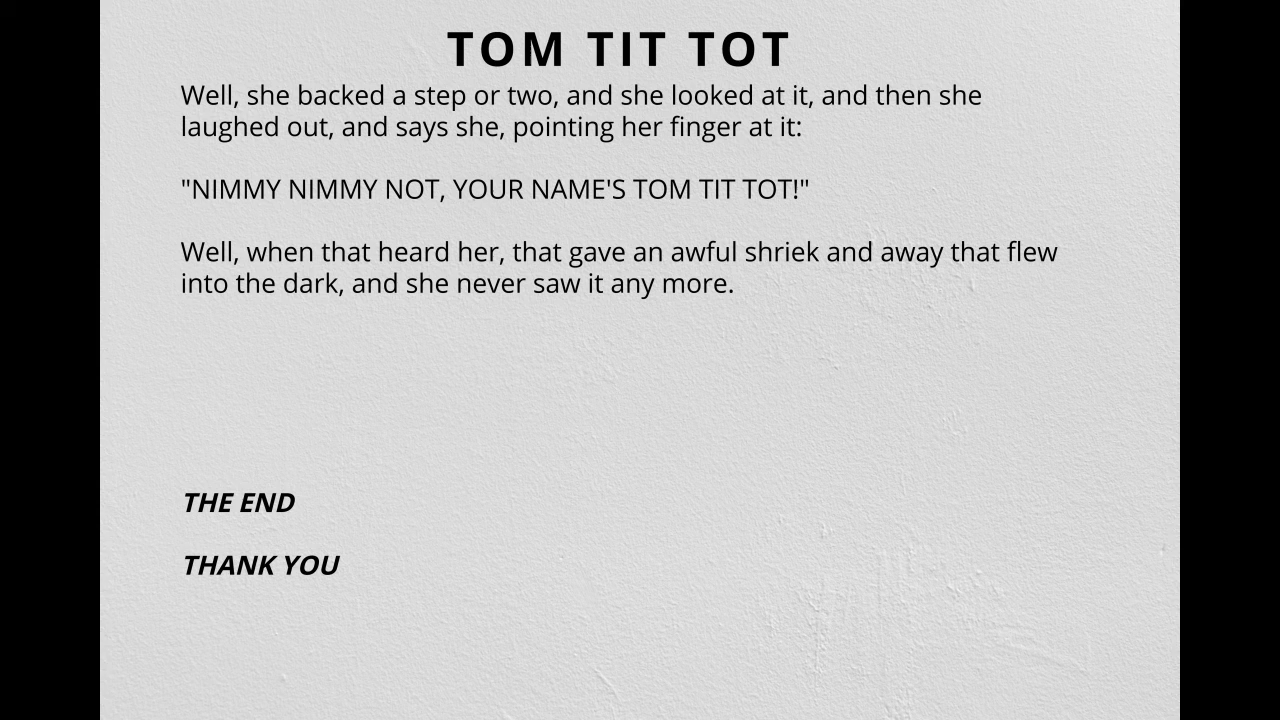 TOM TIT TOT
Well, she backed a step or two, and she looked at it, and then she
laughed out, and says she, pointing her finger at it:
"NIMMY NIMMY NOT, YOUR NAME'S TOM TIT TOT!"
Well, when that heard her, that gave an awful shriek and away that flew
into the dark, and she never saw it any more.
THE END
THANK YOU